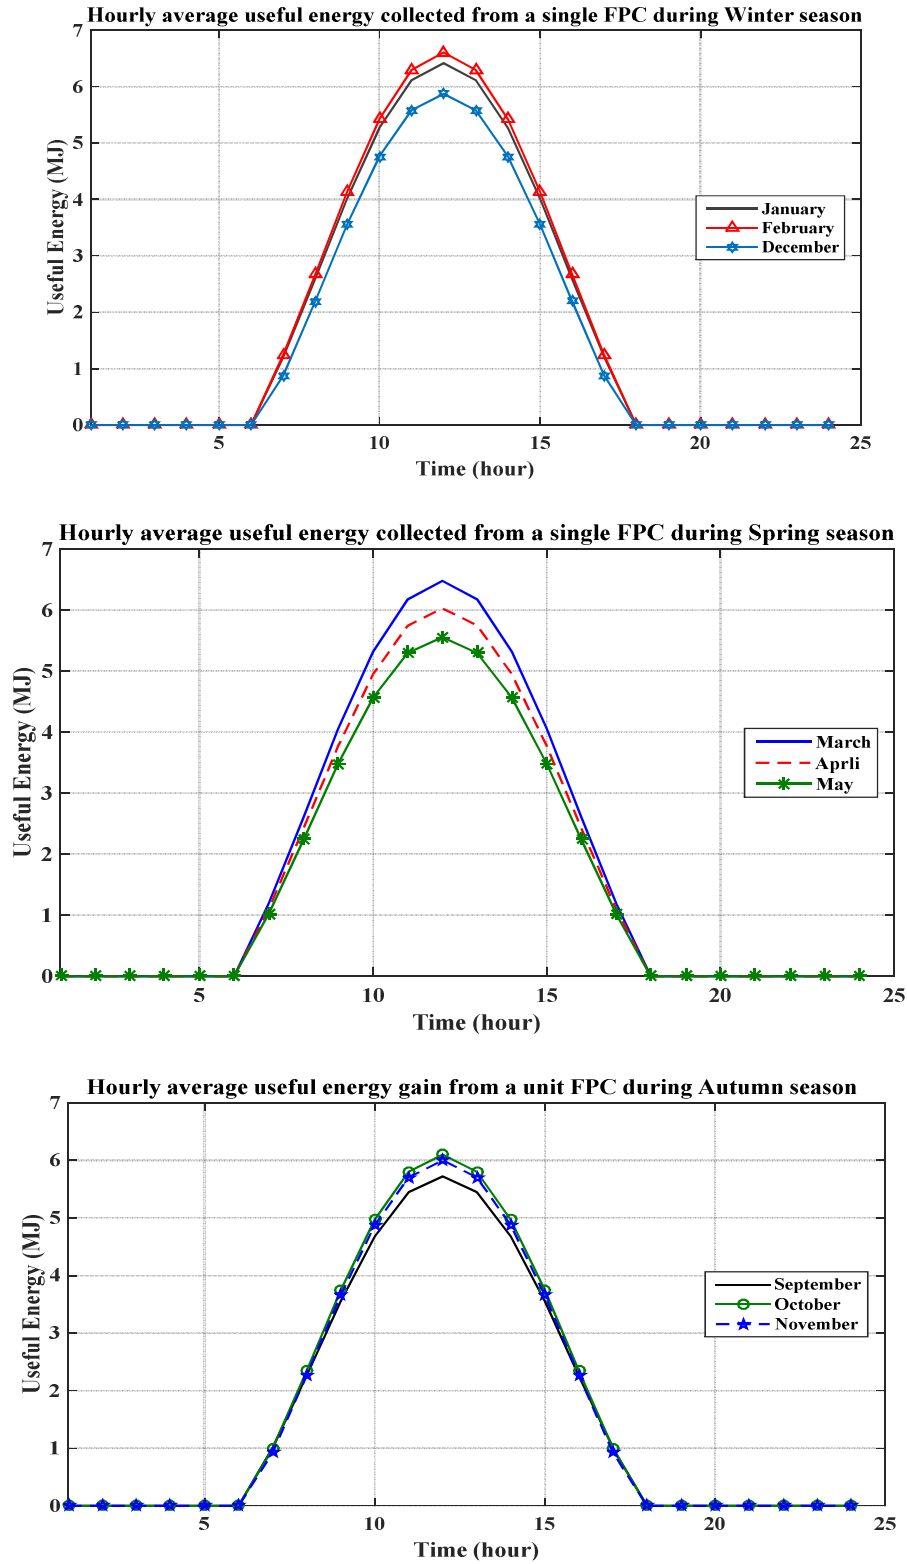 Hourly average useful energy collected from a single FPC during Winter season
7
6
5
4
3
2
1
0
Useful Energy (MJ)
January
February
December
5 10 15 20 25
Time (hour)
Hourly average useful energy collected from a single FPC during Spring season
7
6
5
4
3
2
1
0
Useful Energy (MJ)
March
Aprli
May
5 10 15 20 25
Time (hour)
Hourly average useful energy gain from a unit FPC during Autumn season
7
6
5
4
3
2
1
0
Useful Energy (MJ)
September
October
November
5 10 15 20 25
Time (hour)